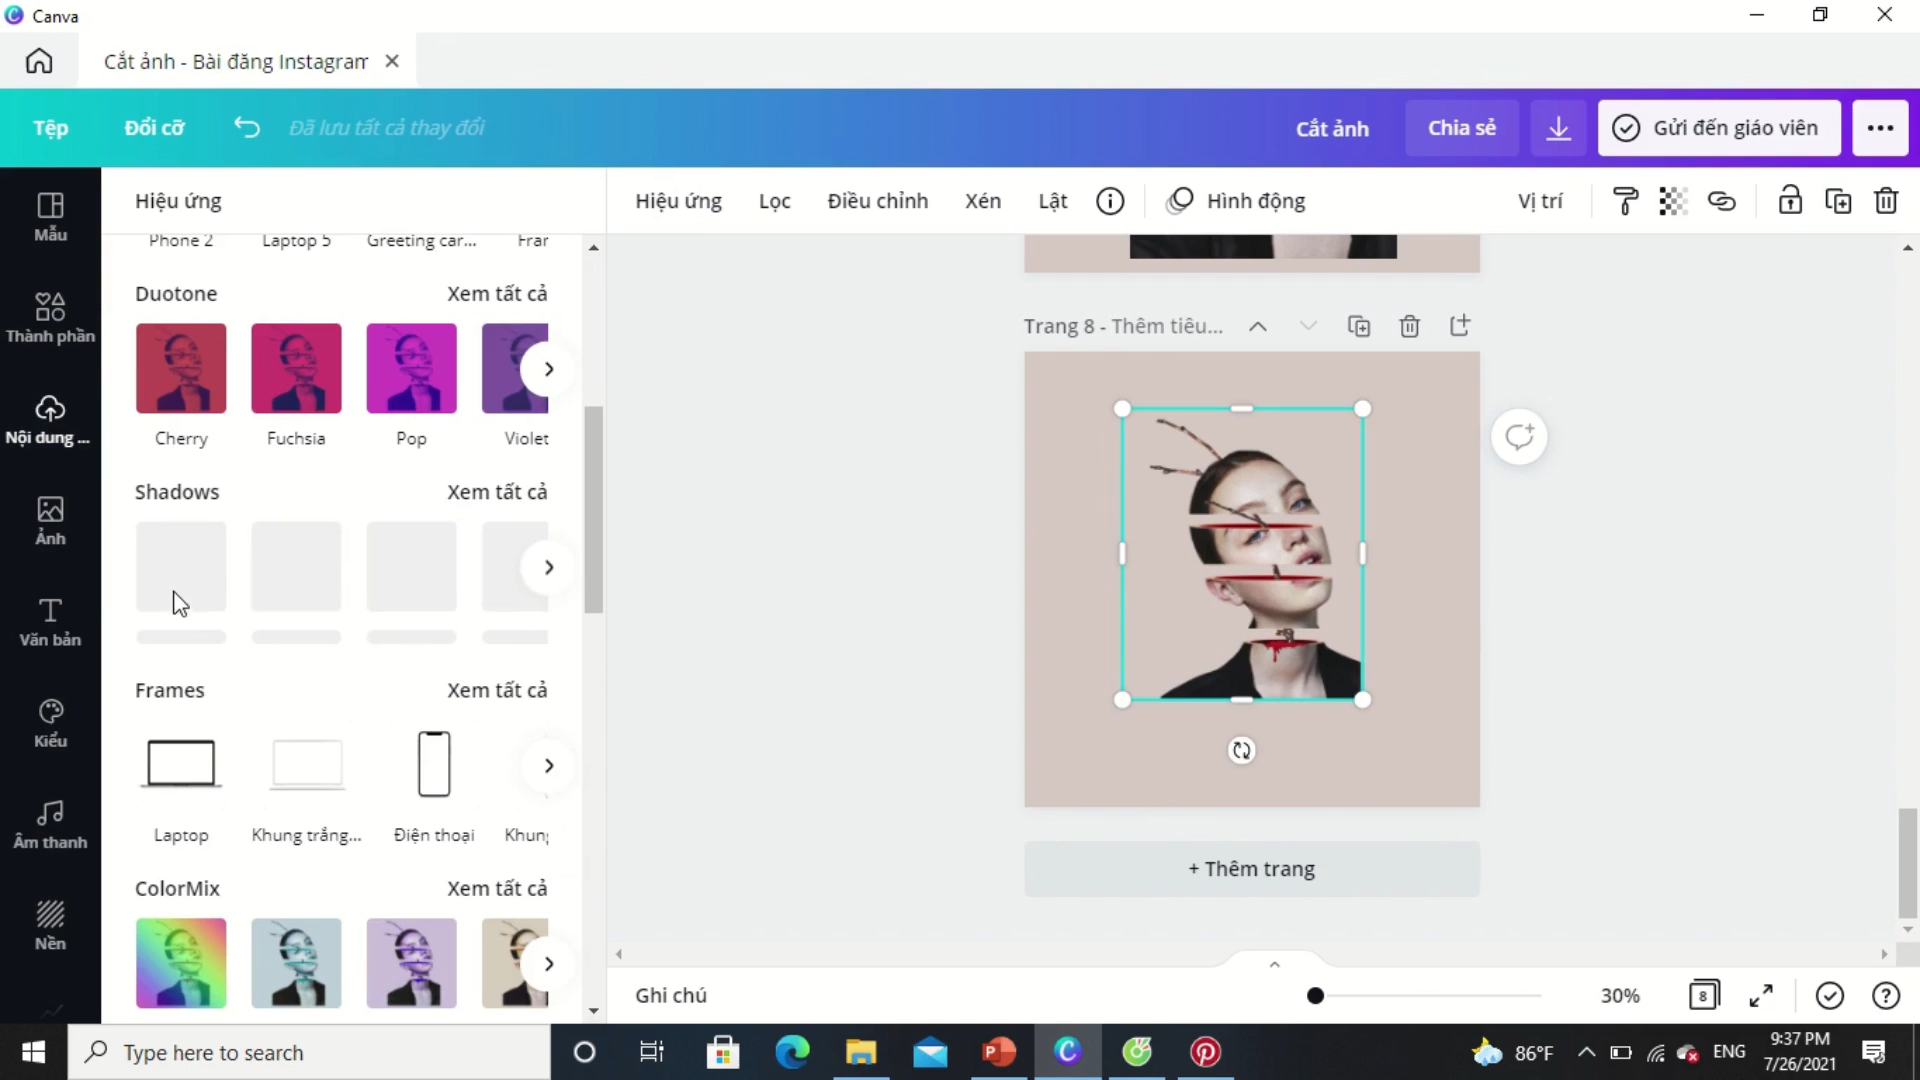 Canva
Cắt ảnh - Bài đăng Instagram
Tệp
Đổi cỡ
Đã lưu tất cả thay đổi
Cắt ảnh
Chia sẻ
Gửi đến giáo viên
Hiệu ứng
Hiệu ứng
Lọc
Điều chỉnh
Xén
Lật
Hình động
Vị trí
Mẫu
Thành phần
Nội dung ...
Ảnh
Văn bản
Kiểu
Âm thanh
Nền
Phone 2
Laptop 5
Greeting car...
Frar
Duotone
Xem tất cả
Cherry
Fuchsia
Pop
Violet
Shadows
Xem tất cả
Frames
Xem tất cả
Laptop
Khung trắng...
Điện thoại
Khung
ColorMix
Xem tất cả
Trang 8 - Thêm tiêu...
+ Thêm trang
Ghi chú
30%
8
Type here to search
86°F
ENG
9:37 PM
7/26/2021